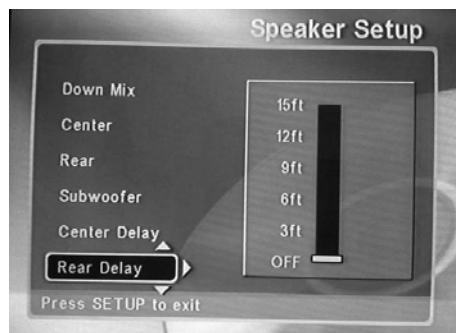 Speaker Setup
Down Mix
Center
Rear
Subwoofer
Center Delay
Rear Delay
15ft
12ft
9ft
6ft
3ft
OFF
Press SETUP to exit